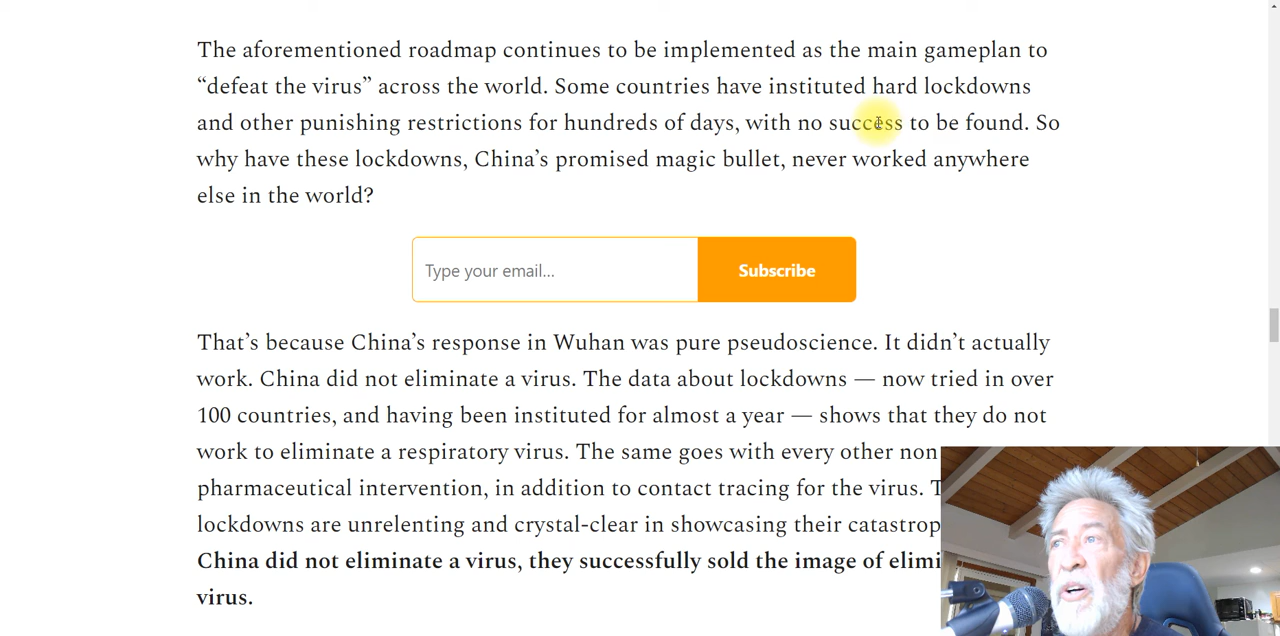 The aforementioned roadmap continues to be implemented as the main gameplan to
“defeat the virus” across the world. Some countries have instituted hard lockdowns
and other punishing restrictions for hundreds of days, with no success to be found. So
why have these lockdowns, China’s promised magic bullet, never worked anywhere
else in the world?
Type your email...
Subscribe
That’s because China’s response in Wuhan was pure pseudoscience. It didn’t actually
work. China did not eliminate a virus. The data about lockdowns — now tried in over
100 countries, and having been instituted for almost a year — shows that they do not
work to eliminate a respiratory virus. The same goes with every other non
pharmaceutical intervention, in addition to contact tracing for the virus.
lockdowns are unrelenting and crystal-clear in showcasing their
China did not eliminate a virus, they successfully sold the image of
virus.